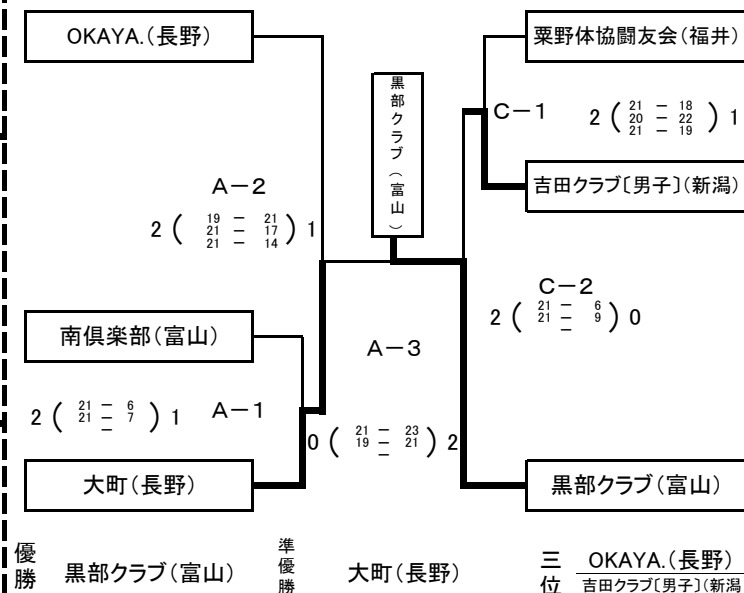 OKAYA.(長野)
粟野体協闘友会(福井)
黒部クラブ(富山)
C-1
2 ( 21 - 18 ) 1
20 - 22
21 - 19
A-2
2 ( 19 - 21 ) 1
21 - 17
21 - 14
吉田クラブ〔男子〕(新潟)
C-2
2 ( 21 - 6 ) 0
21 - 9
-
南倶楽部(富山)
A-3
2 ( 21 - 6 ) 1
21 - 7
-
A-1
0 ( 21 - 23 ) 2
19 - 21
-
大町(長野)
黒部クラブ(富山)
優勝 黒部クラブ(富山)
準優勝 大町(長野)
三位 OKAYA.(長野)
吉田クラブ〔男子〕(新潟